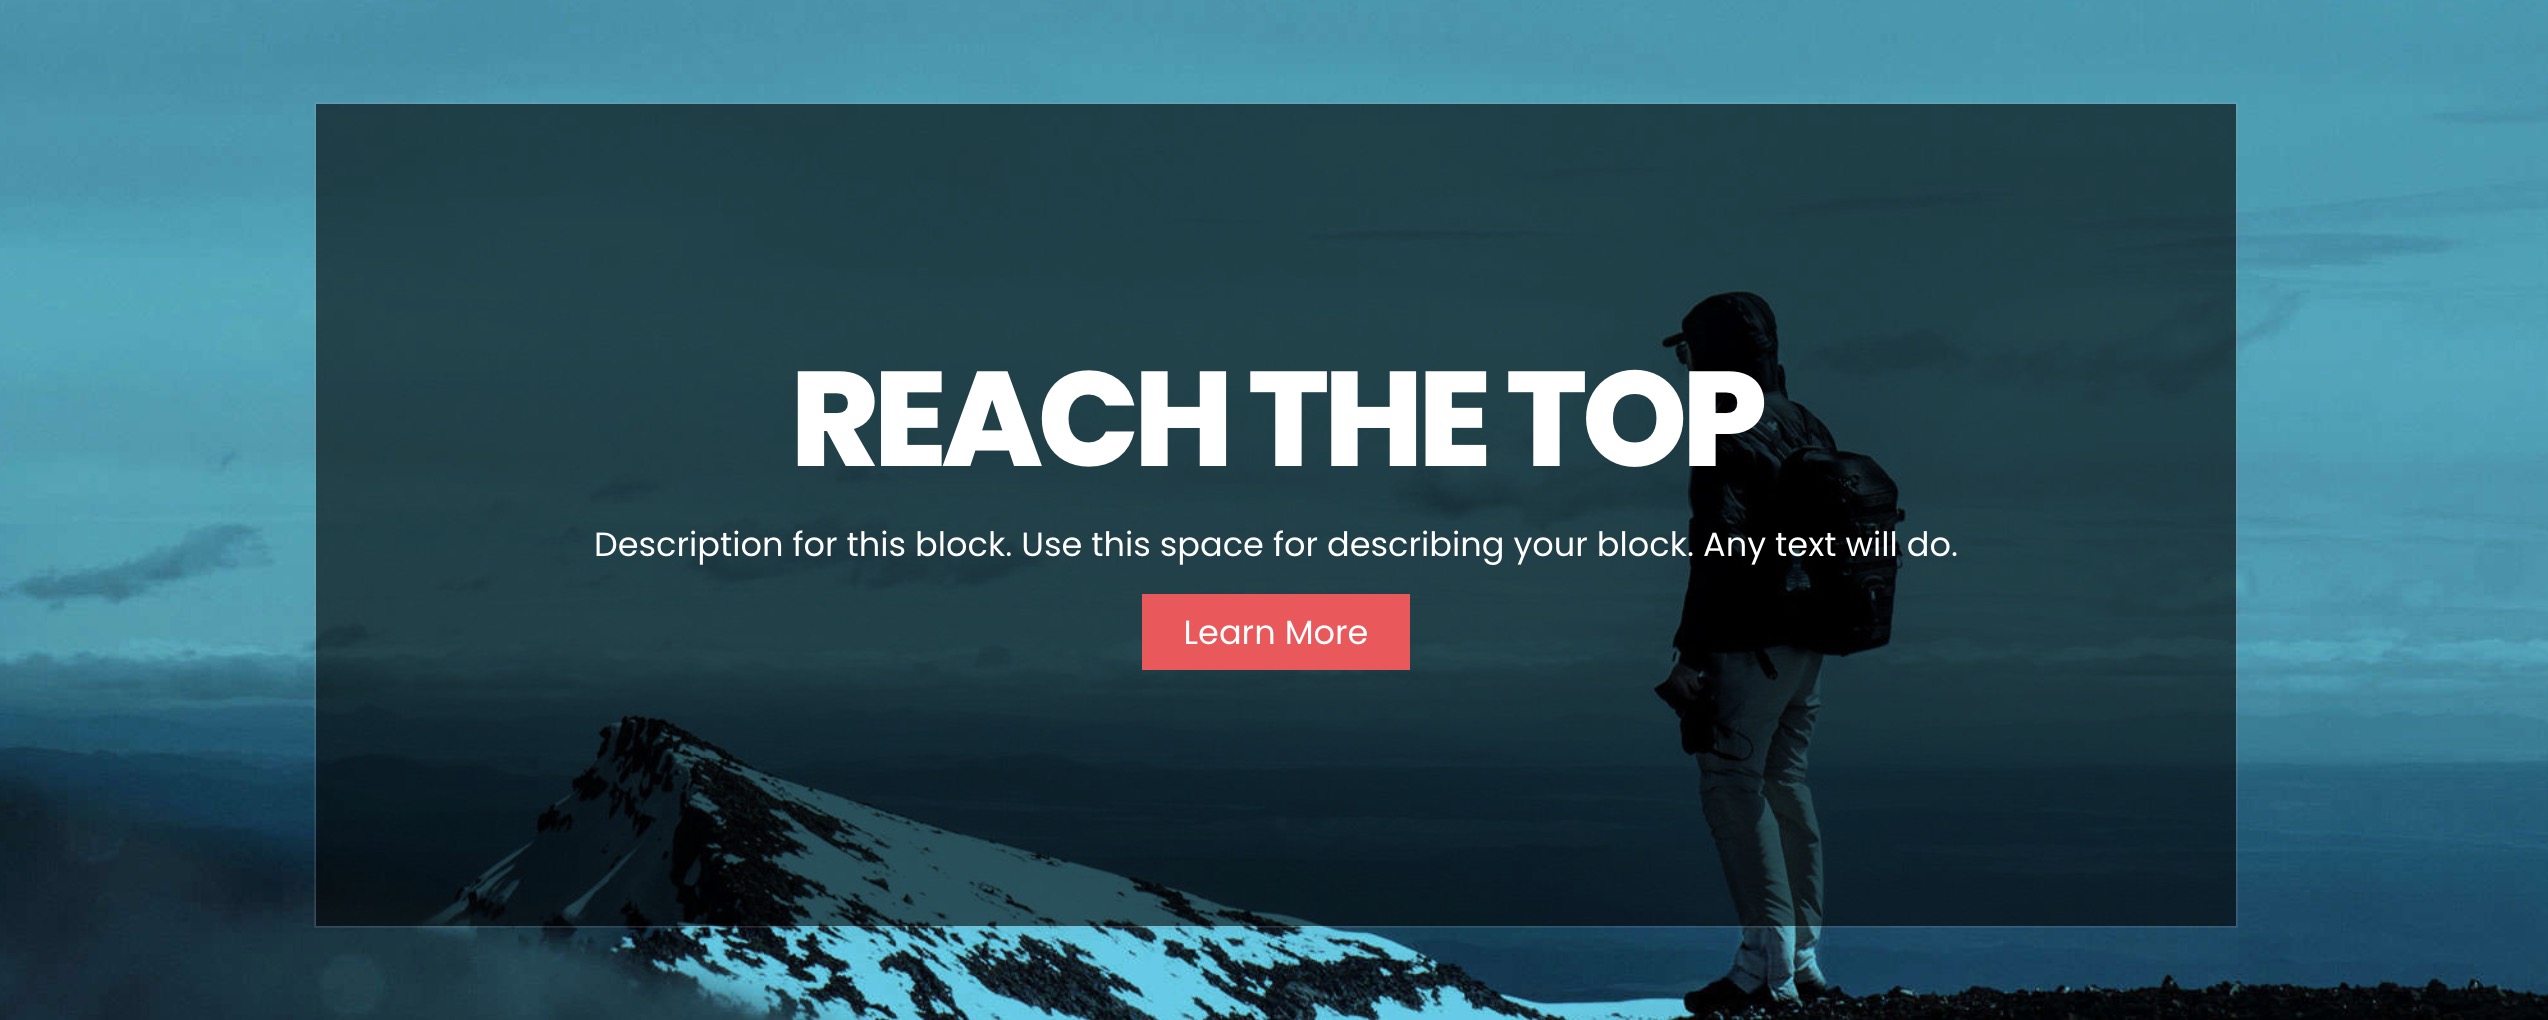 REACH THE TOP
Description for this block. Use this space for describing your block. Any text will do.
Learn More